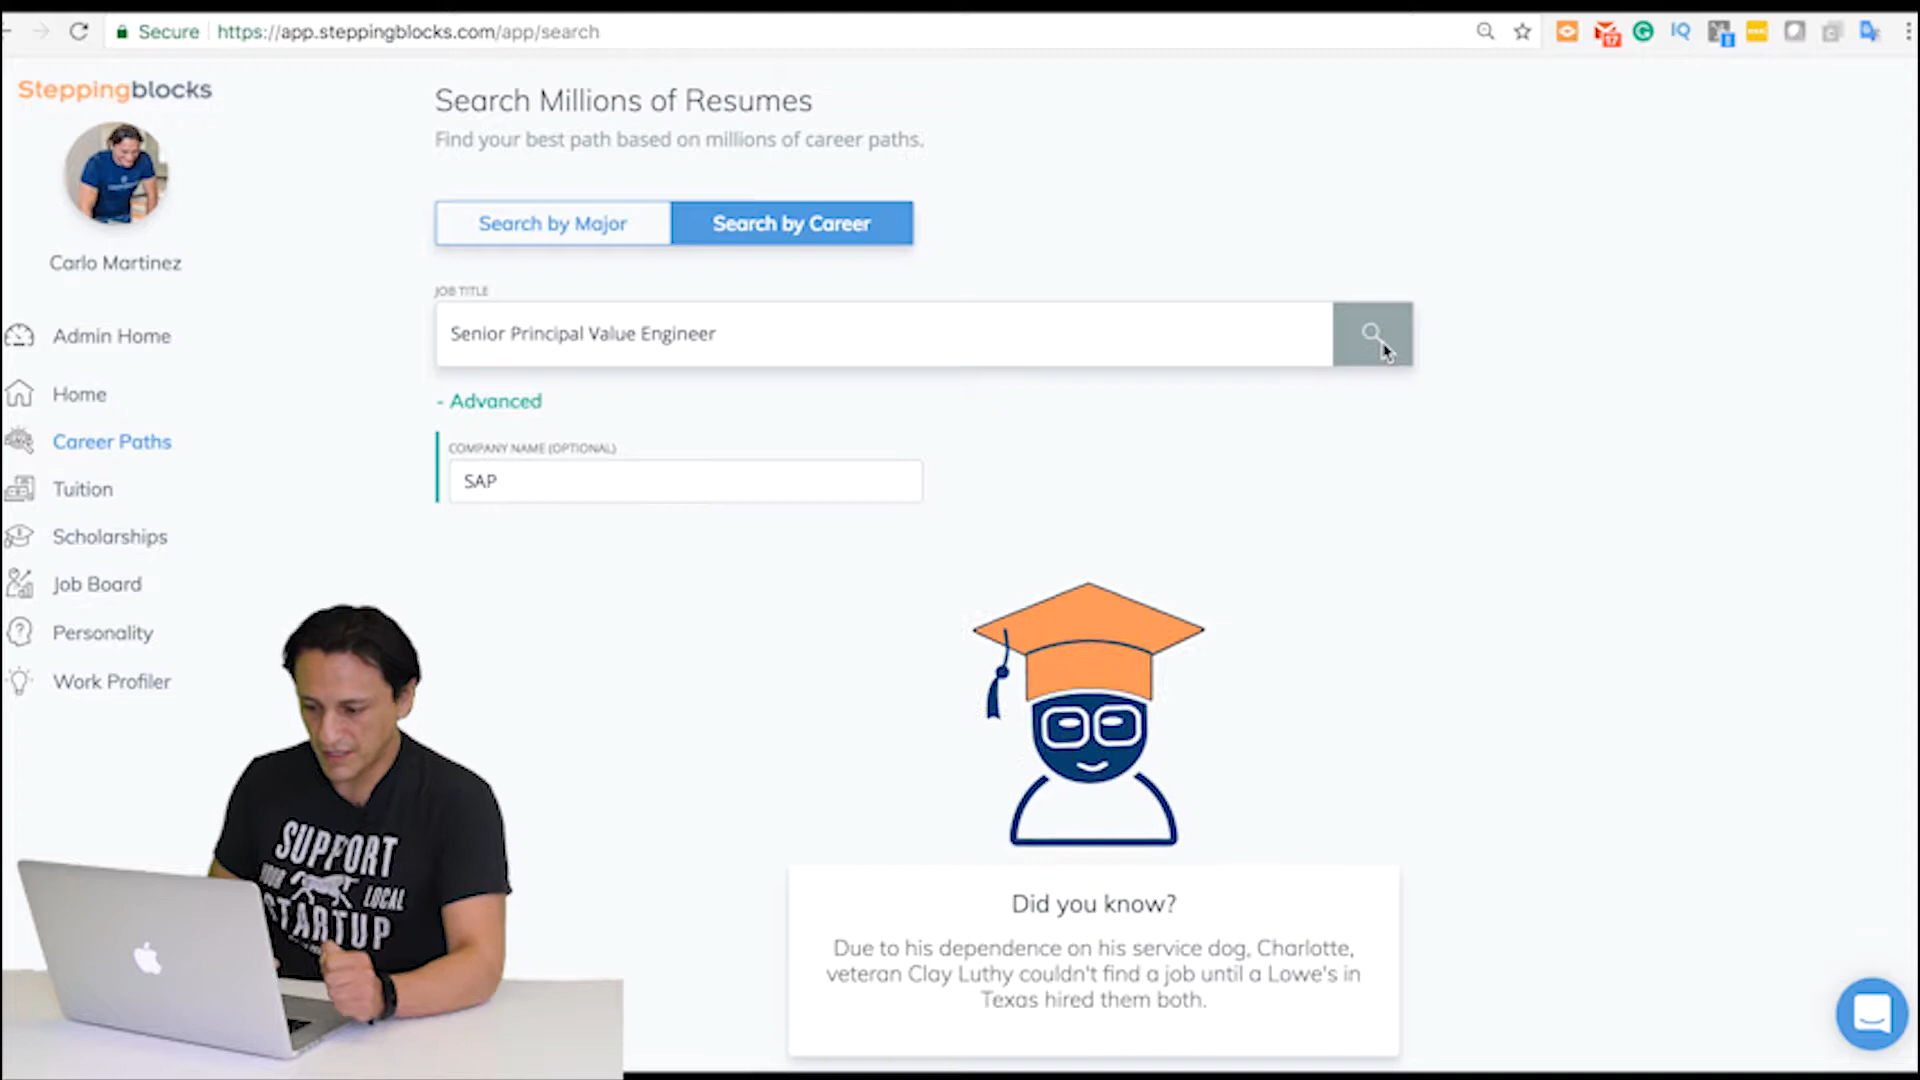 Secure
https://app.steppingblocks.com/app/search
17
IQ
Steppingblocks
Carlo Martinez
Admin Home
Home
Career Paths
Tuition
Scholarships
Job Board
Personality
Work Profiler
Search Millions of Resumes
Find your best path based on millions of career paths.
Search by Major
Search by Career
JOB TITLE
Senior Principal Value Engineer
- Advanced
COMPANY NAME (OPTIONAL)
SAP
Did you know?
Due to his dependence on his service dog, Charlotte,
veteran Clay Luthy couldn't find a job until a Lowe's in
Texas hired them both.
SUPPORT
YOUR LOCAL
STARTUP